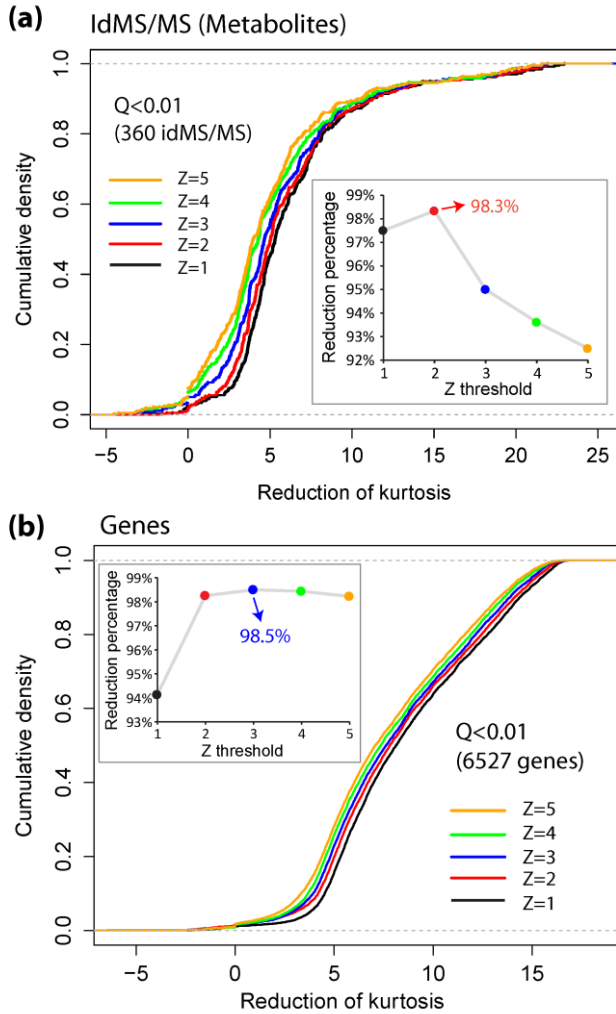 (a) IdMS/MS (Metabolites)
Cumulative density
1.0
0.8
0.6
0.4
0.2
0.0
Q<0.01
(360 idMS/MS)
Z=5
Z=4
Z=3
Z=2
Z=1
Reduction percentage
99%
98%
97%
96%
95%
94%
93%
92%
98.3%
1 2 3 4 5
Z threshold
−5 0 5 10 15 20 25
Reduction of kurtosis
(b) Genes
Cumulative density
1.0
0.8
0.6
0.4
0.2
0.0
Reduction percentage
99%
98%
97%
96%
95%
94%
93%
98.5%
1 2 3 4 5
Z threshold
Q<0.01
(6527 genes)
Z=5
Z=4
Z=3
Z=2
Z=1
−5 0 5 10 15
Reduction of kurtosis